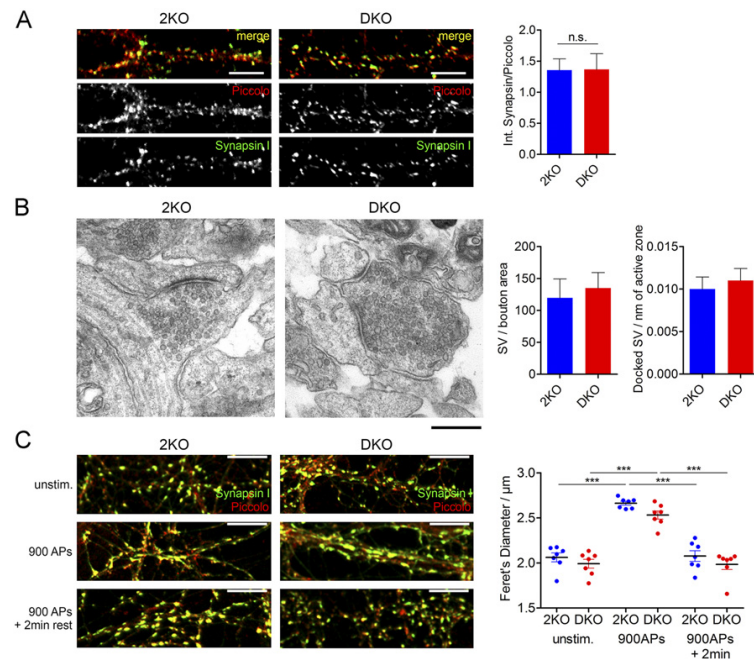 A
2KO
DKO
merge
merge
Piccolo
Piccolo
Synapsin I
Synapsin I
Int. Synapsin/Piccolo
2.0
1.5
1.0
0.5
0.0
n.s.
2KO
DKO
B
2KO
DKO
SV / bouton area
200
150
100
50
0
2KO
DKO
Docked SV / nm of active zone
0.015
0.010
0.005
0.000
2KO
DKO
C
2KO
DKO
unstim.
Synapsin I
Piccolo
Synapsin I
Piccolo
900 APs
900 APs
+ 2min rest
Feret's Diameter / µm
3.0
2.5
2.0
1.5
*** ***
*** ***
2KO DKO 2KO DKO 2KO DKO
unstim. 900APs 900APs
+ 2min